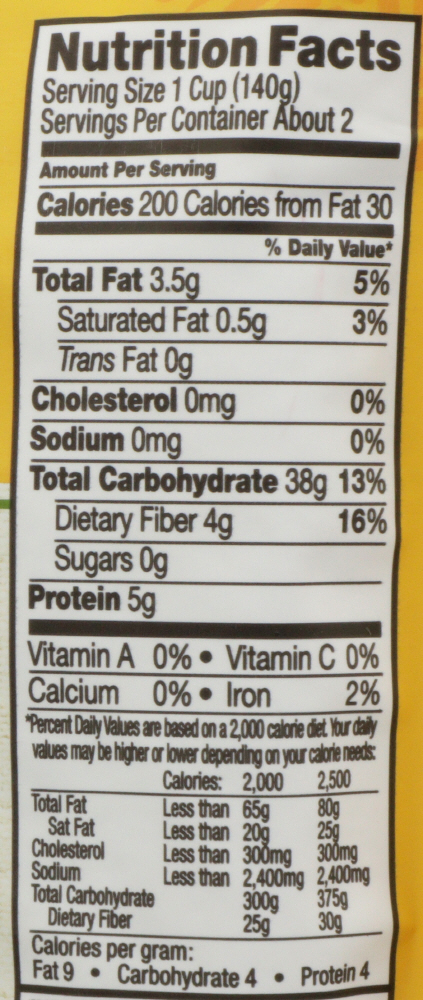 Nutrition Facts
Serving Size 1 Cup (140g)
Servings Per Container About 2
Amount Per Serving
Calories 200 Calories from Fat 30
% Daily Value*
Total Fat 3.5g 5%
Saturated Fat 0.5g 3%
Trans Fat 0g
Cholesterol 0mg 0%
Sodium 0mg 0%
Total Carbohydrate 38g 13%
Dietary Fiber 4g 16%
Sugars 0g
Protein 5g
Vitamin A 0% • Vitamin C 0%
Calcium 0% • Iron 2%
*Percent Daily Values are based on a 2,000 calorie diet. Your daily
values may be higher or lower depending on your calorie needs:
Calories: 2,000 2,500
Total Fat Less than 65g 80g
Sat Fat Less than 20g 25g
Cholesterol Less than 300mg 300mg
Sodium Less than 2,400mg 2,400mg
Total Carbohydrate 300g 375g
Dietary Fiber 25g 30g
Calories per gram:
Fat 9 • Carbohydrate 4 • Protein 4